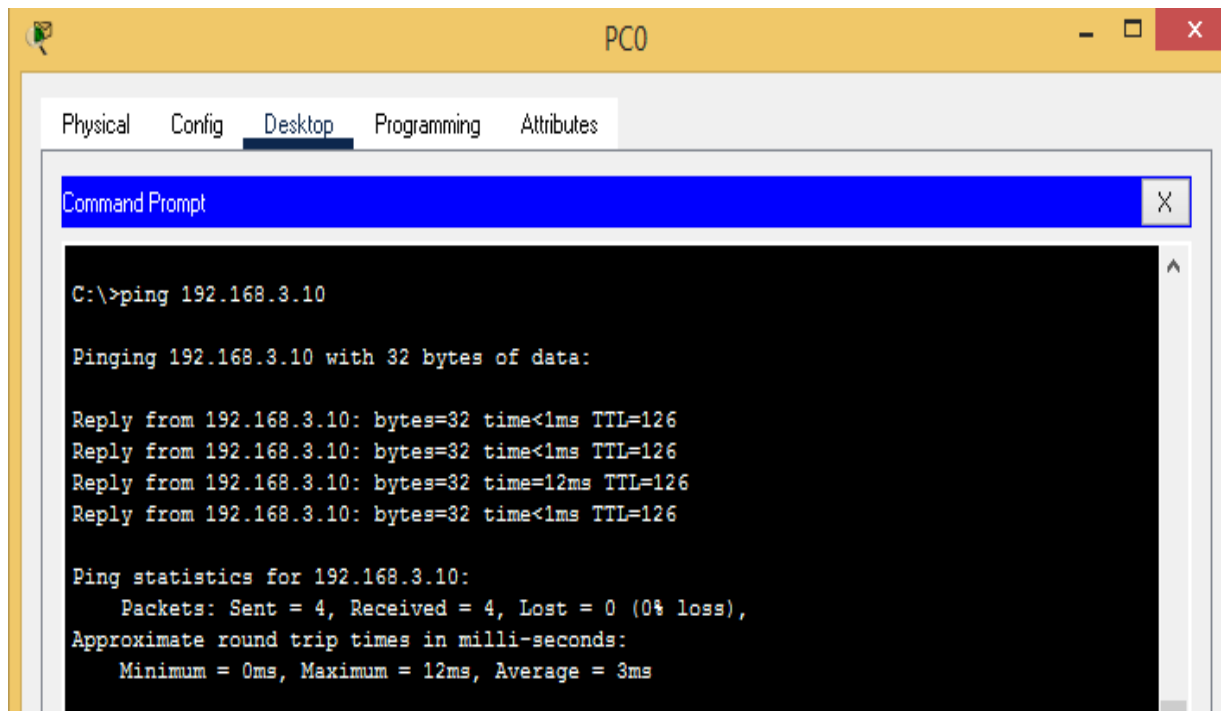 PC0
Physical Config Desktop Programming Attributes
Command Prompt X
C:\>ping 192.168.3.10
Pinging 192.168.3.10 with 32 bytes of data:
Reply from 192.168.3.10: bytes=32 time<1ms TTL=126
Reply from 192.168.3.10: bytes=32 time<1ms TTL=126
Reply from 192.168.3.10: bytes=32 time=12ms TTL=126
Reply from 192.168.3.10: bytes=32 time<1ms TTL=126
Ping statistics for 192.168.3.10:
Packets: Sent = 4, Received = 4, Lost = 0 (0% loss),
Approximate round trip times in milli-seconds:
Minimum = 0ms, Maximum = 12ms, Average = 3ms